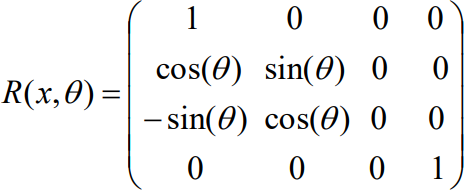 1 0 0 0
cos(θ) sin(θ) 0 0
R(x,θ) =
−sin(θ) cos(θ) 0 0
0 0 0 1